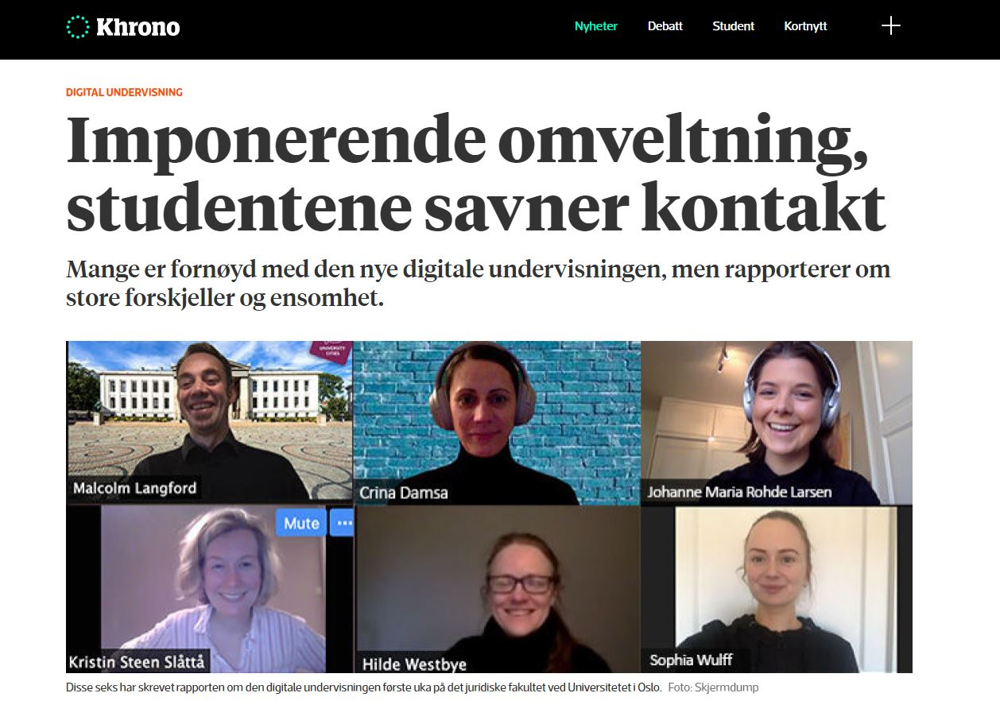 Khrono
Nyheter Debatt Student Kortnytt
DIGITAL UNDERVISNING
Imponerende omveltning,
studentene savner kontakt
Mange er fornøyd med den nye digitale undervisningen, men rapporterer om
store forskjeller og ensomhet.
UNIVERSITY
CITIES
Malcolm Langford
Crina Damsa
Johanne Maria Rohde Larsen
Mute
Kristin Steen Slåttå
Hilde Westbye
Sophia Wulff
Disse seks har skrevet rapporten om den digitale undervisningen første uka på det juridiske fakultet ved Universitetet i Oslo. Foto: Skjermdump